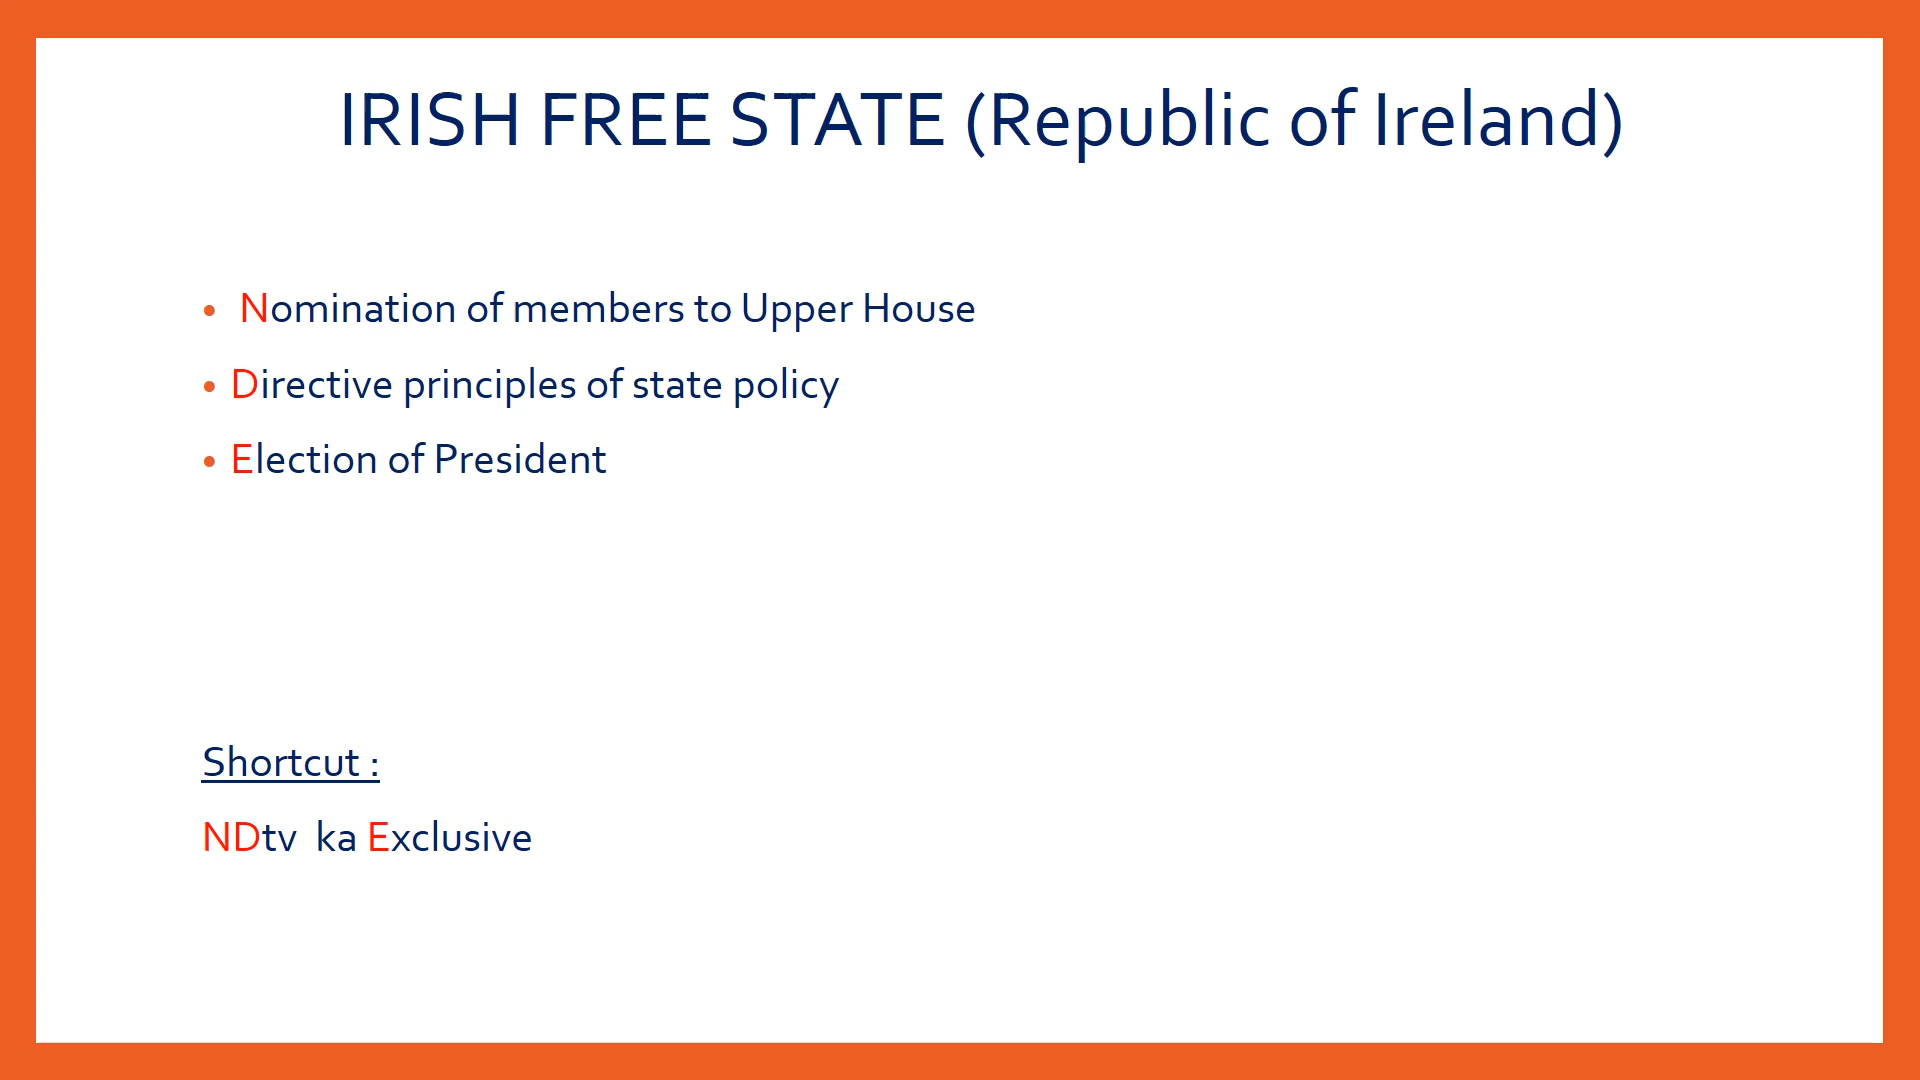 IRISH FREE STATE (Republic of Ireland)
• Nomination of members to Upper House
• Directive principles of state policy
• Election of President
Shortcut :
NDtv ka Exclusive